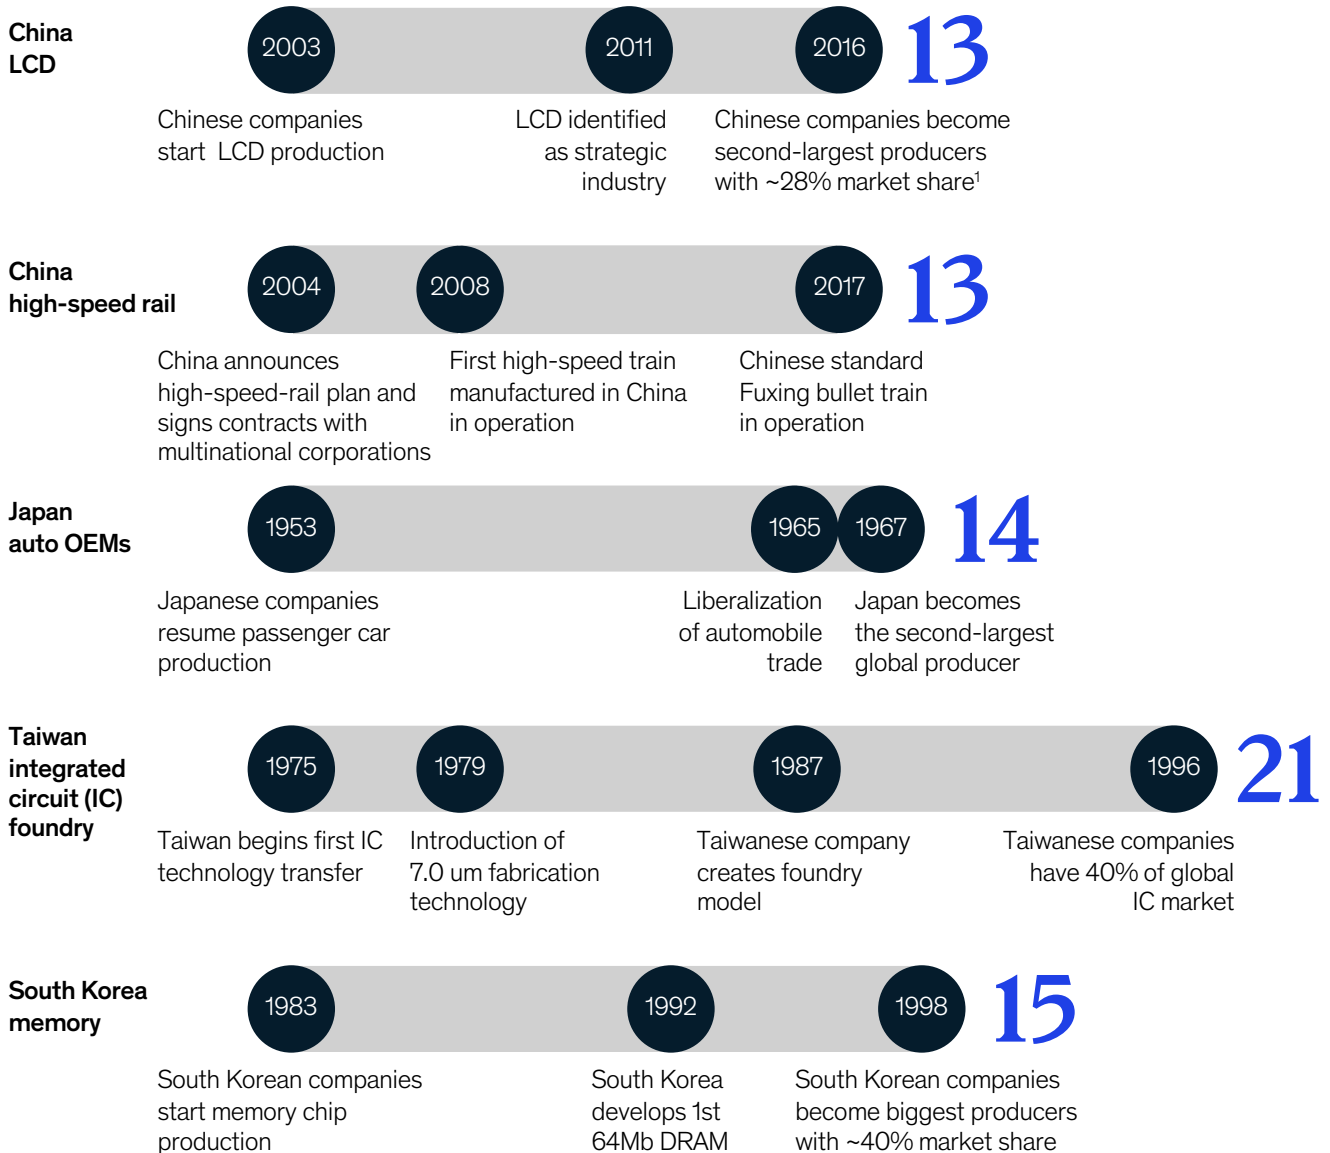 China
LCD
2003
2011
2016
13
Chinese companies
start LCD production
LCD identified
as strategic
industry
Chinese companies become
second-largest producers
with ~28% market share¹
China
high-speed rail
2004
2008
2017
13
China announces
high-speed-rail plan and
signs contracts with
multinational corporations
First high-speed train
manufactured in China
in operation
Chinese standard
Fuxing bullet train
in operation
Japan
auto OEMs
1953
1965
1967
14
Japanese companies
resume passenger car
production
Liberalization
of automobile
trade
Japan becomes
the second-largest
global producer
Taiwan
integrated
circuit (IC)
foundry
1975
1979
1987
1996
21
Taiwan begins first IC
technology transfer
Introduction of
7.0 um fabrication
technology
Taiwanese company
creates foundry
model
Taiwanese companies
have 40% of global
IC market
South Korea
memory
1983
1992
1998
15
South Korean companies
start memory chip
production
South Korea
develops 1st
64Mb DRAM
South Korean companies
become biggest producers
with ~40% market share